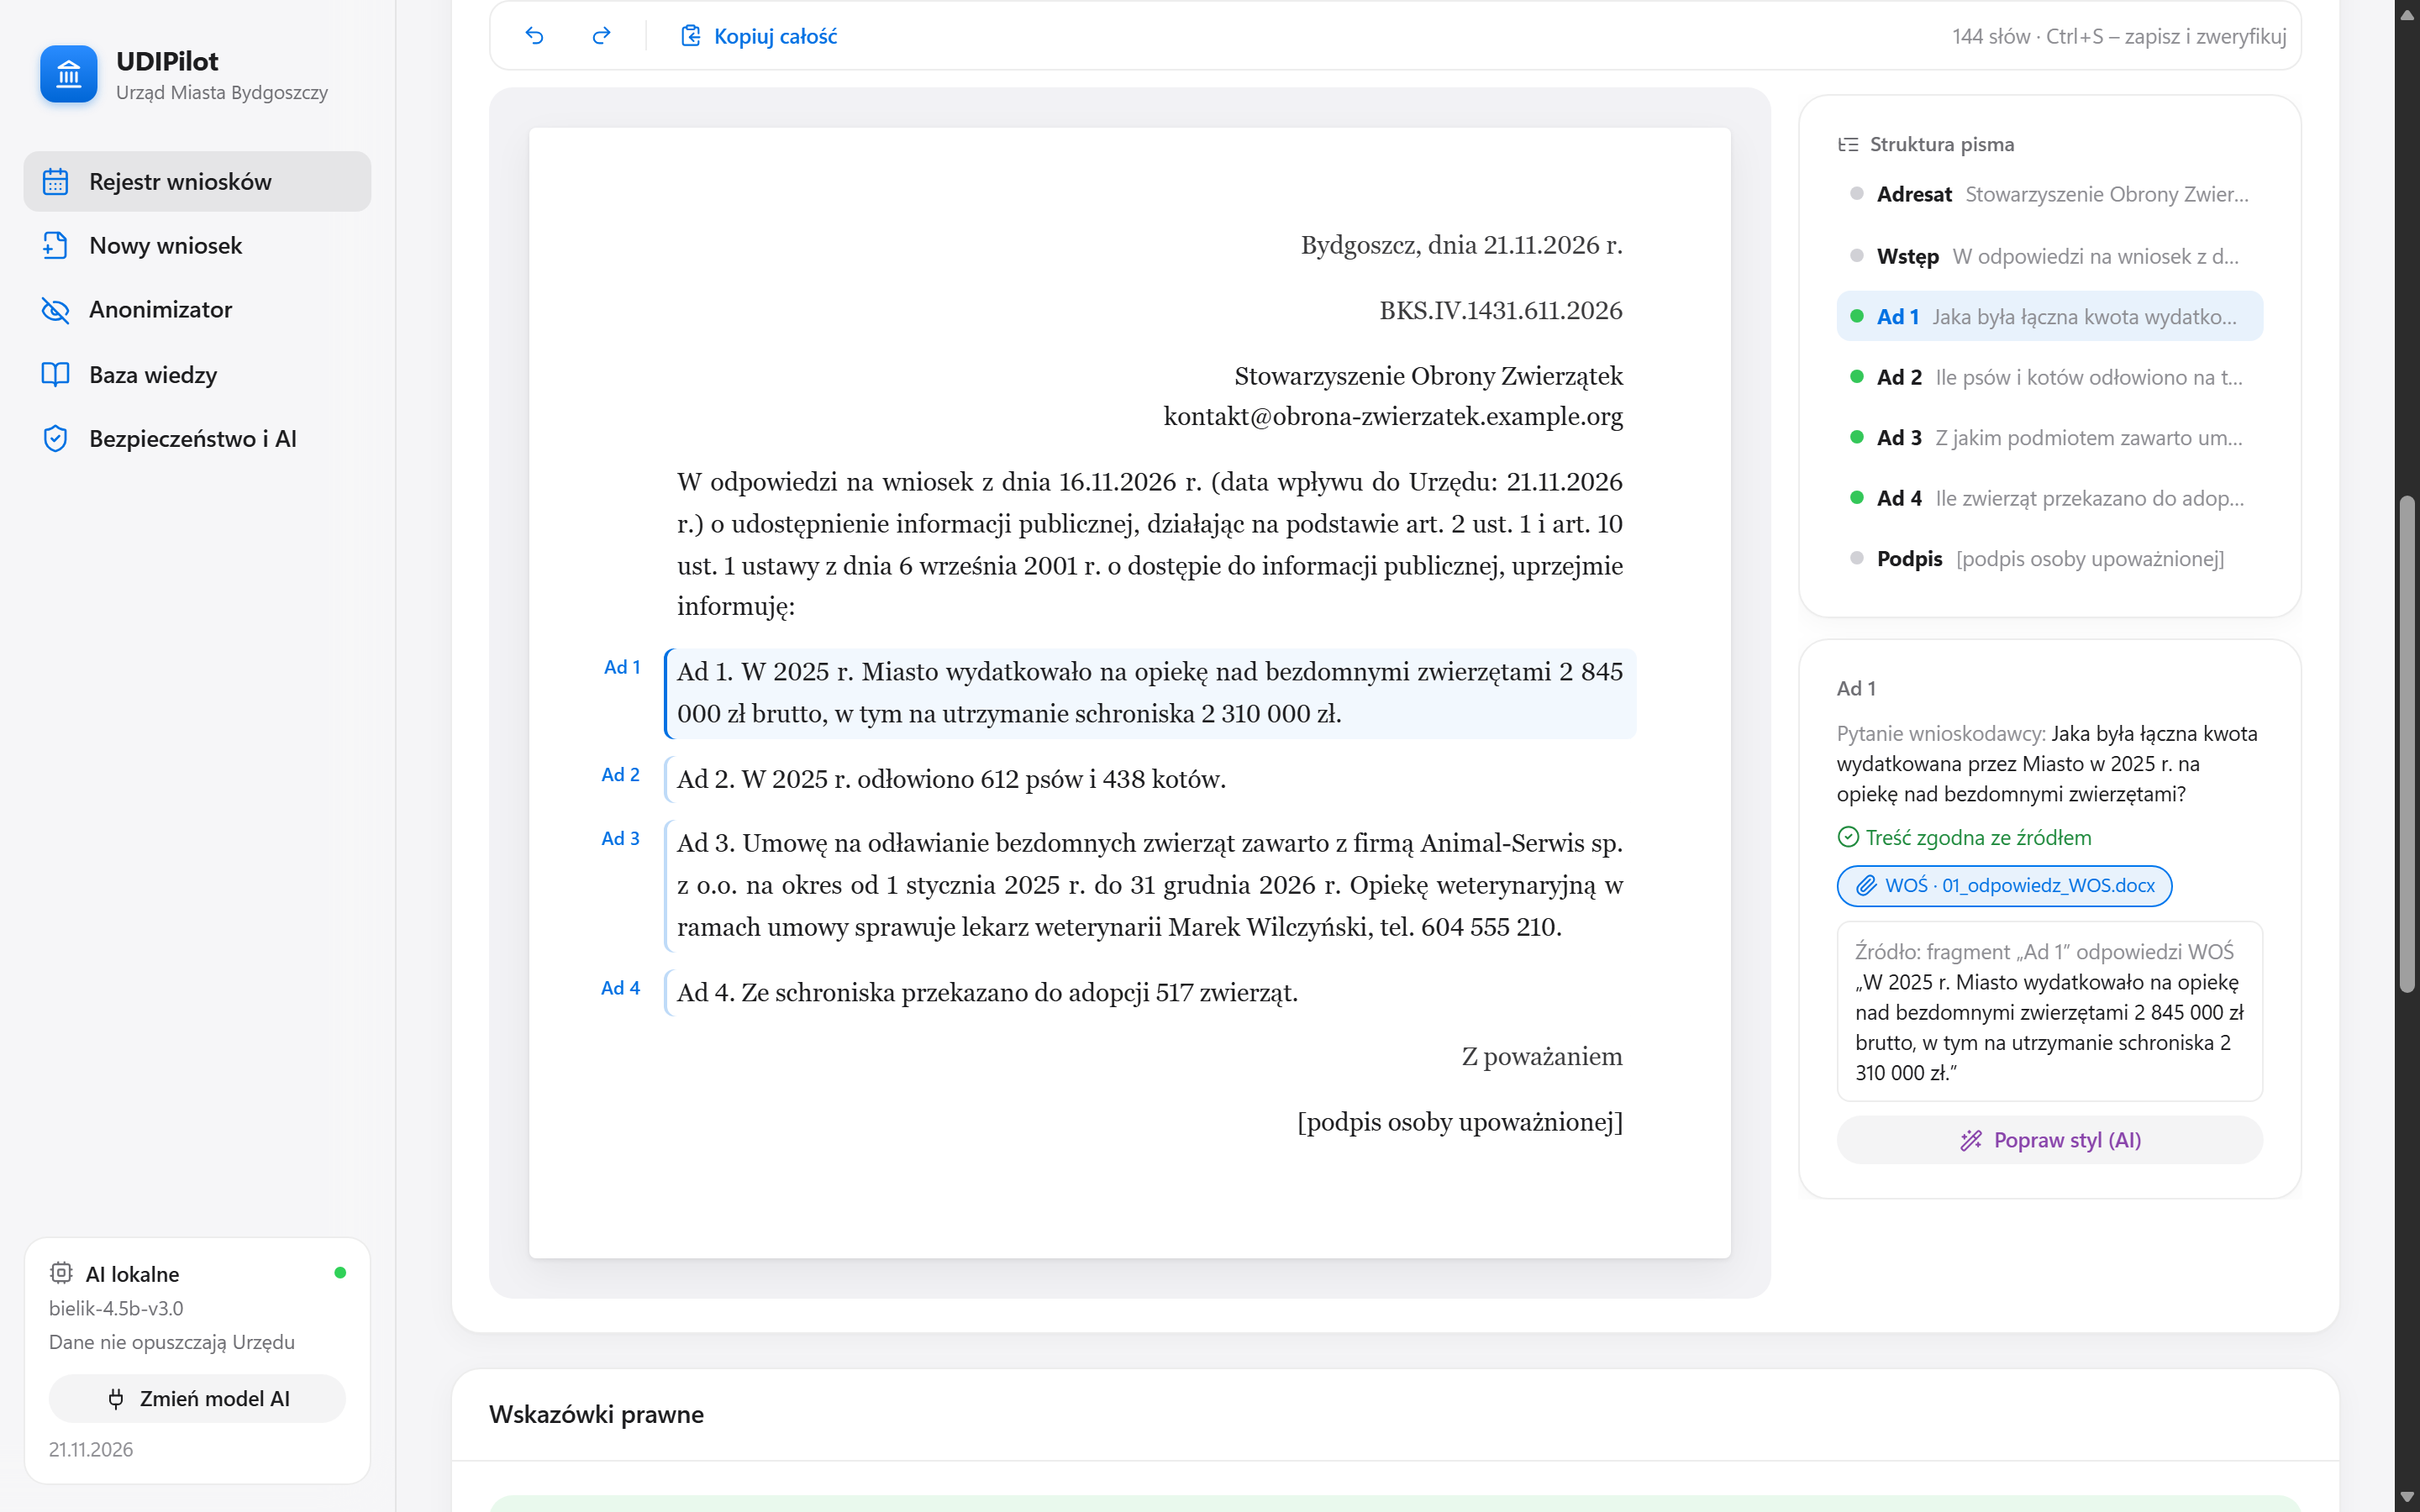 UDIPilot
Urząd Miasta Bydgoszczy
Rejestr wniosków
Nowy wniosek
Anonimizator
Baza wiedzy
Bezpieczeństwo i AI
AI lokalne
bielik-4.5b-v3.0
Dane nie opuszczają Urzędu
Zmień model AI
21.11.2026
Kopiuj całość
144 słów · Ctrl+S – zapisz i zweryfikuj
Bydgoszcz, dnia 21.11.2026 r.
BKS.IV.1431.611.2026
Stowarzyszenie Obrony Zwierzątek
kontakt@obrona-zwierzatek.example.org
W odpowiedzi na wniosek z dnia 16.11.2026 r. (data wpływu do Urzędu: 21.11.2026
r.) o udostępnienie informacji publicznej, działając na podstawie art. 2 ust. 1 i art. 10
ust. 1 ustawy z dnia 6 września 2001 r. o dostępie do informacji publicznej, uprzejmie
informuję:
Ad 1
Ad 1. W 2025 r. Miasto wydatkowało na opiekę nad bezdomnymi zwierzętami 2 845
000 zł brutto, w tym na utrzymanie schroniska 2 310 000 zł.
Ad 2
Ad 2. W 2025 r. odłowiono 612 psów i 438 kotów.
Ad 3
Ad 3. Umowę na odławianie bezdomnych zwierząt zawarto z firmą Animal-Serwis sp.
z o.o. na okres od 1 stycznia 2025 r. do 31 grudnia 2026 r. Opiekę weterynaryjną w
ramach umowy sprawuje lekarz weterynarii Marek Wilczyński, tel. 604 555 210.
Ad 4
Ad 4. Ze schroniska przekazano do adopcji 517 zwierząt.
Z poważaniem
[podpis osoby upoważnionej]
Struktura pisma
Adresat Stowarzyszenie Obrony Zwier...
Wstęp W odpowiedzi na wniosek z d...
Ad 1 Jaka była łączna kwota wydatko...
Ad 2 Ile psów i kotów odłowiono na t...
Ad 3 Z jakim podmiotem zawarto um...
Ad 4 Ile zwierząt przekazano do adop...
Podpis [podpis osoby upoważnionej]
Ad 1
Pytanie wnioskodawcy: Jaka była łączna kwota
wydatkowana przez Miasto w 2025 r. na
opiekę nad bezdomnymi zwierzętami?
Treść zgodna ze źródłem
WOŚ · 01_odpowiedz_WOS.docx
Źródło: fragment „Ad 1” odpowiedzi WOŚ
„W 2025 r. Miasto wydatkowało na opiekę
nad bezdomnymi zwierzętami 2 845 000 zł
brutto, w tym na utrzymanie schroniska 2
310 000 zł.”
Popraw styl (AI)
Wskazówki prawne